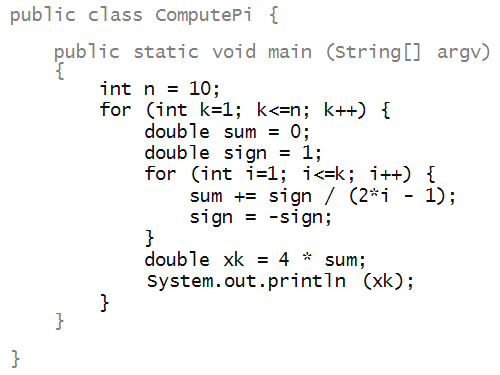 public class ComputePi {
public static void main (String[] argv)
{
int n = 10;
for (int k=1; k<=n; k++) {
double sum = 0;
double sign = 1;
for (int i=1; i<=k; i++) {
sum += sign / (2*i - 1);
sign = -sign;
}
double xk = 4 * sum;
System.out.println (xk);
}
}
}